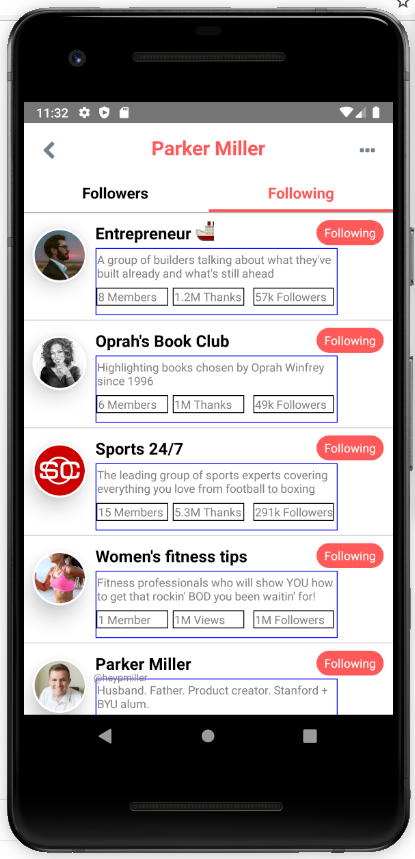 11:32
Parker Miller
Followers
Following
Entrepreneur
Following
A group of builders talking about what they've
built already and what's still ahead
8 Members
1.2M Thanks
57k Followers
Oprah's Book Club
Following
Highlighting books chosen by Oprah Winfrey
since 1996
6 Members
1M Thanks
49k Followers
SC
Sports 24/7
Following
The leading group of sports experts covering
everything you love from football to boxing
15 Members
5.3M Thanks
291k Followers
Women's fitness tips
Following
Fitness professionals who will show YOU how
to get that rockin' BOD you been waitin' for!
1 Member
1M Views
1M Followers
Parker Miller
Following
@heypmiller
Husband. Father. Product creator. Stanford +
BYU alum.